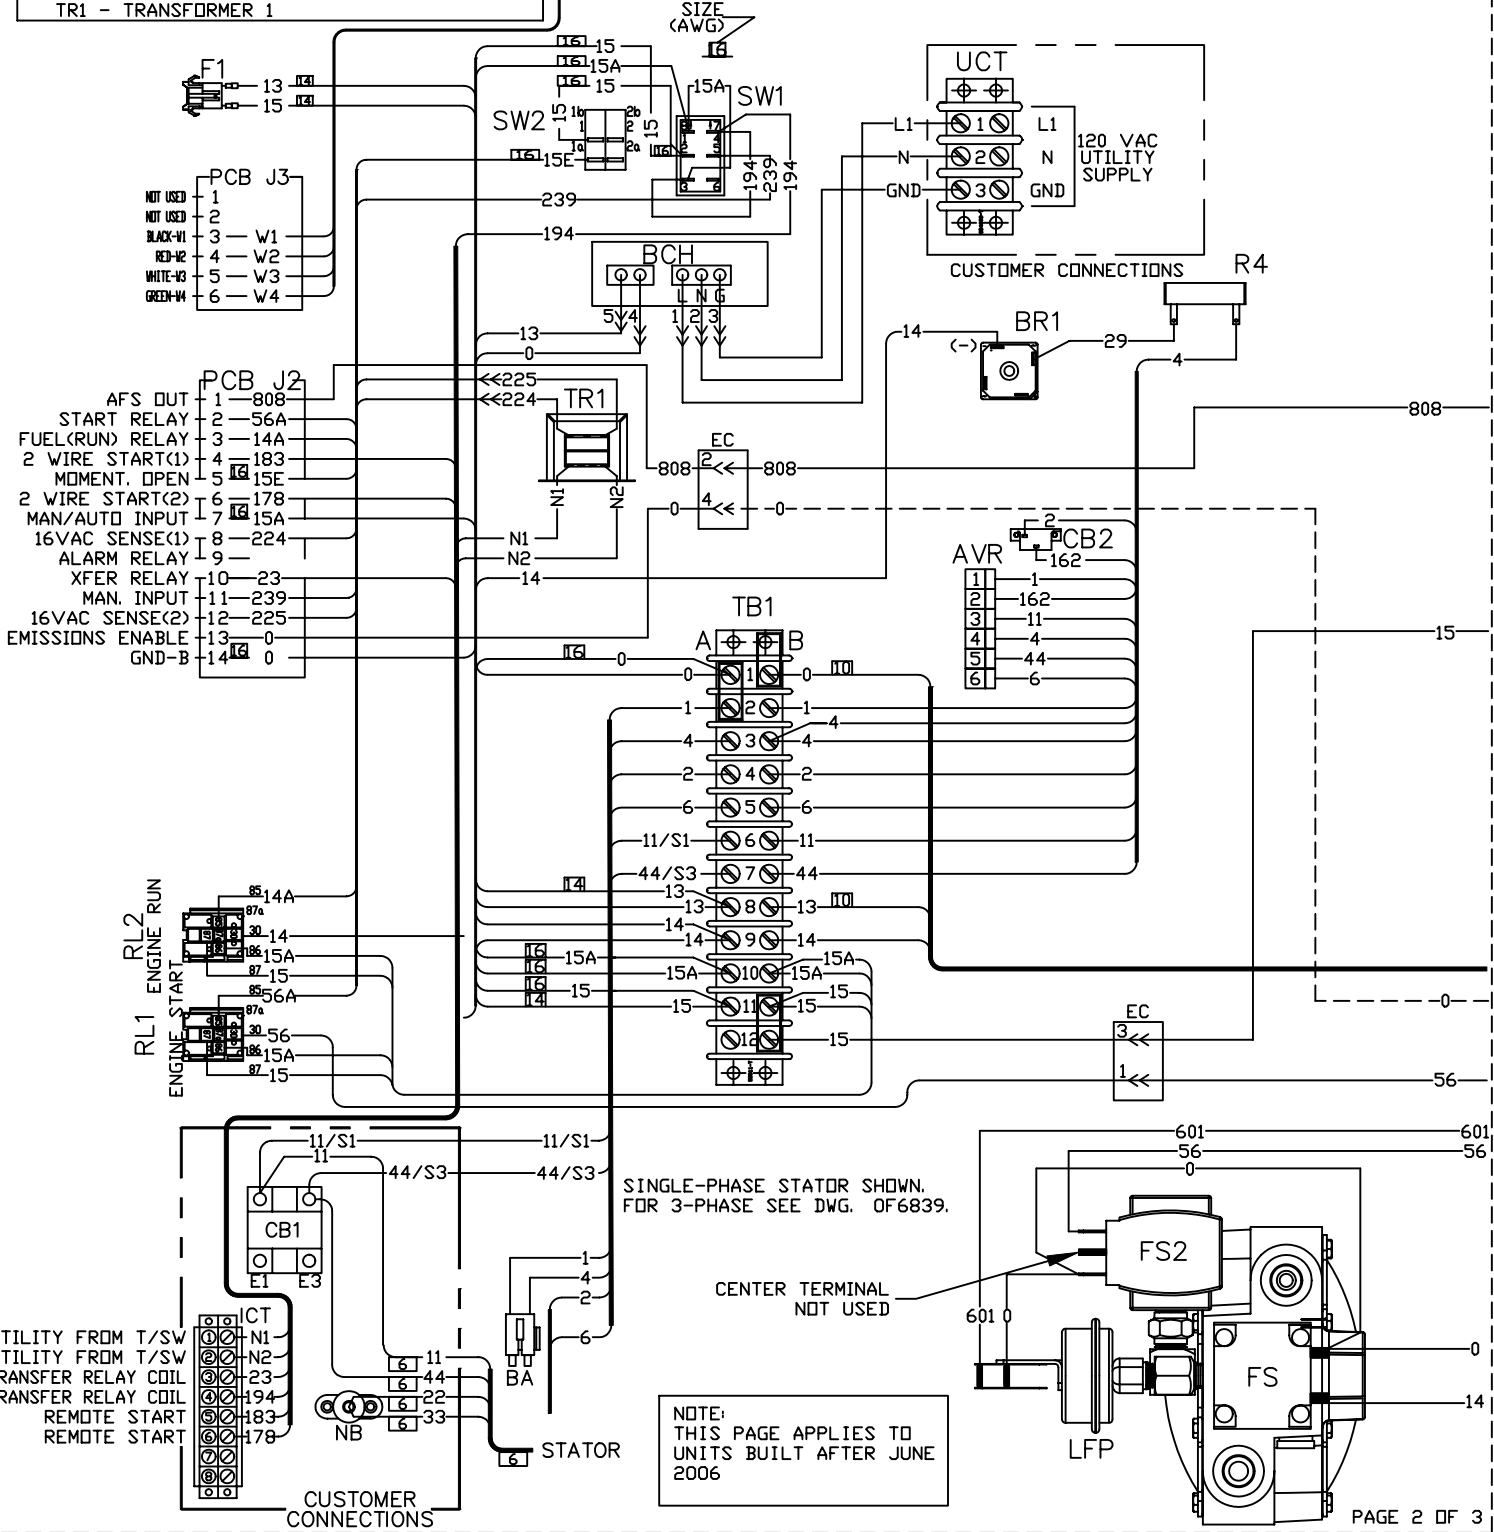 TR1 - TRANSFORMER 1
SIZE
(AWG)
16
F1
13 14
15 14
16 15
16 15A
16 15
15
15
15A
SW2
1b 2b
1 2
1a 2a
16 15E
SW1
16
194
239
194
239
194
UCT
L1 1 L1
N 2 N
GND 3 GND
120 VAC
UTILITY
SUPPLY
CUSTOMER CONNECTIONS
PCB J3
NOT USED 1
NOT USED 2
BLACK-W1 3 W1
RED-W2 4 W2
WHITE-W3 5 W3
GREEN-W4 6 W4
BCH
L N G
5 4 1 2 3
13
0
R4
BR1
(-)
14
29
4
PCB J2
AFS OUT 1 808
START RELAY 2 56A
FUEL(RUN) RELAY 3 14A
2 WIRE START(1) 4 183
MOMENT. OPEN 5 16 15E
2 WIRE START(2) 6 178
MAN/AUTO INPUT 7 16 15A
16VAC SENSE(1) 8 224
ALARM RELAY 9
XFER RELAY 10 23
MAN. INPUT 11 239
16VAC SENSE(2) 12 225
EMISSIONS ENABLE 13 0
GND-B 14 16 0
225
224
TR1
N1 N2
N1
N2
14
EC
808 2 808
0 4 0
808
2
CB2
162
AVR
1 1
2 162
3 11
4 4
5 44
6 6
15
TB1
A B
16 0
0 1 0 10
1 2 1
4
4 3 4
2 4 2
6 5 6
11/S1 6 11
44/S3 7 44
14 13
13 8 13 10
14
14 9 14
16 15A 15A
16 15A 10 15A
16 15 15
14 15 11 15
12 15
0
RL2
ENGINE RUN
85 14A
87a
30 14
86 15A
87 15
RL1
ENGINE START
85 56A
87a
30 56
86 15A
87 15
EC
3
1
56
11/S1 11/S1
11
44/S3 44/S3
CB1
E1 E3
SINGLE-PHASE STATOR SHOWN.
FOR 3-PHASE SEE DWG. 0F6839.
1
4
2
6
BA
ICT
TILITY FROM T/SW 1 N1
TILITY FROM T/SW 2 N2
RANSFER RELAY COIL 3 23
RANSFER RELAY COIL 4 194
REMOTE START 5 183
REMOTE START 6 178
7
8
NB
6 11
6 44
6 22
6 33
6 STATOR
CUSTOMER
CONNECTIONS
NOTE:
THIS PAGE APPLIES TO
UNITS BUILT AFTER JUNE
2006
601 601
56 56
0
FS2
CENTER TERMINAL
NOT USED
601 0
LFP
FS
0
14
PAGE 2 OF 3